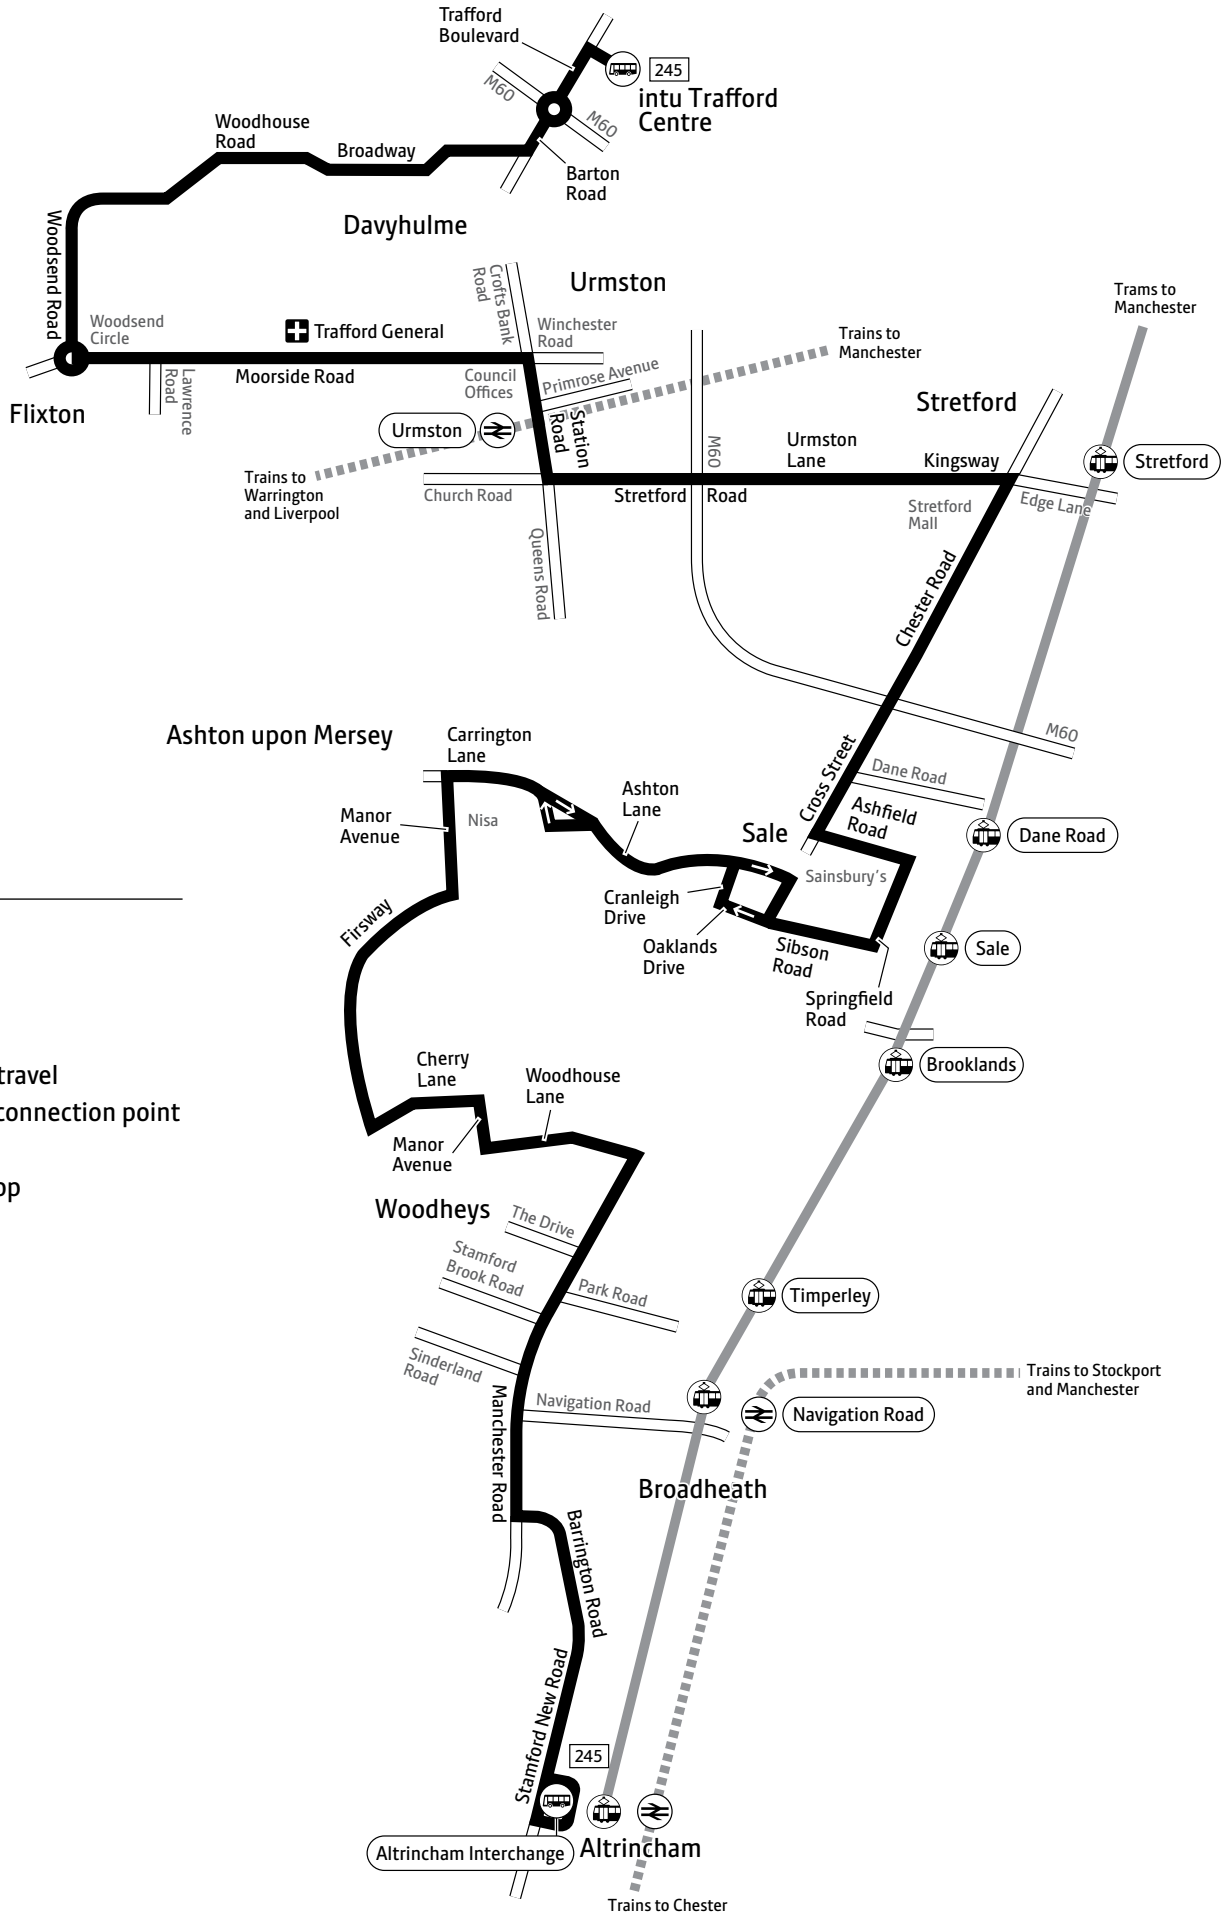 Trafford
Boulevard
245
intu Trafford
Centre
M60
M60
Woodhouse
Road
Broadway
Barton
Road
Davyhulme
Woodsend Road
Crofts Bank
Road
Urmston
Trams to
Manchester
Woodsend
Circle
Trafford General
Winchester
Road
Trains to
Manchester
Moorside Road
Lawrence
Road
Council
Offices
Primrose Avenue
Flixton
Stretford
Urmston
Station
Road
M60
Urmston
Lane
Kingsway
Stretford
Trains to
Warrington
and Liverpool
Church Road
Stretford
Road
Stretford
Mall
Edge Lane
Queens Road
Chester Road
Ashton upon Mersey
Carrington
Lane
M60
Cross Street
Dane Road
Manor
Avenue
Nisa
Ashton
Lane
Ashfield
Road
Sale
Dane Road
Sainsbury's
Cranleigh
Drive
Firsway
Oaklands
Drive
Sibson
Road
Sale
Springfield
Road
Cherry
Lane
Woodhouse
Lane
Brooklands
travel
connection point
Manor
Avenue
op
Woodheys
The Drive
Stamford
Brook Road
Park Road
Timperley
Sinderland
Road
Trains to Stockport
and Manchester
Manchester Road
Navigation Road
Navigation Road
Broadheath
Barrington Road
Stamford New Road
245
Altrincham Interchange
Altrincham
Trains to Chester